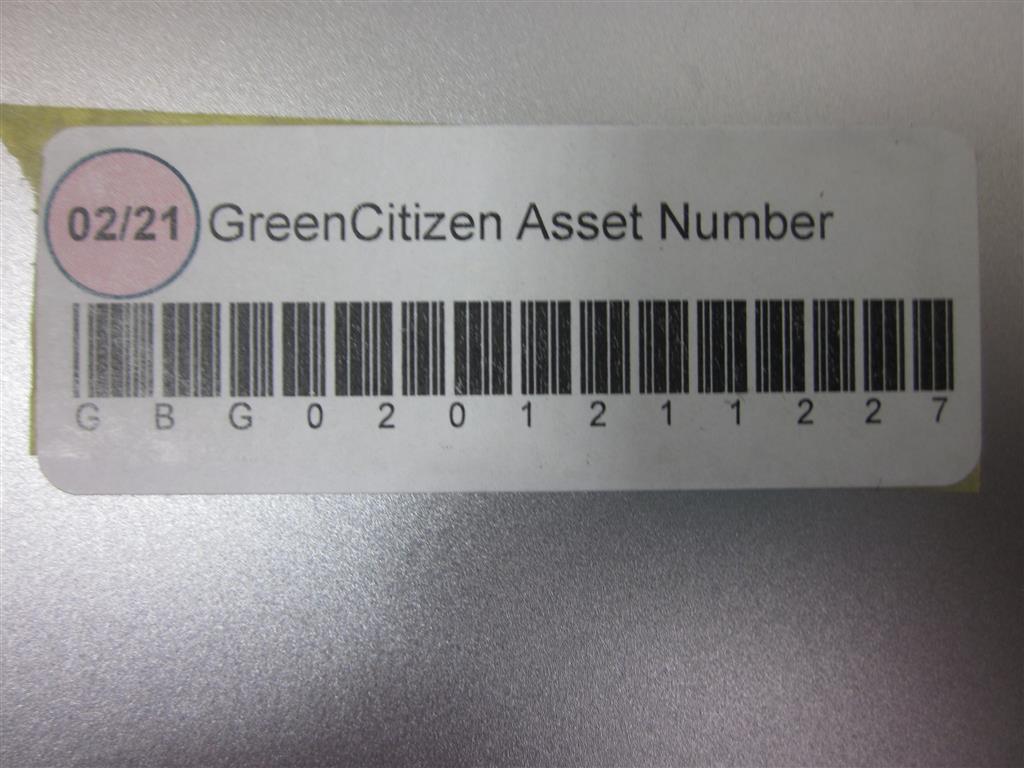 02/21 GreenCitizen Asset Number
G B G 0 2 0 1 2 1 1 2 2 7